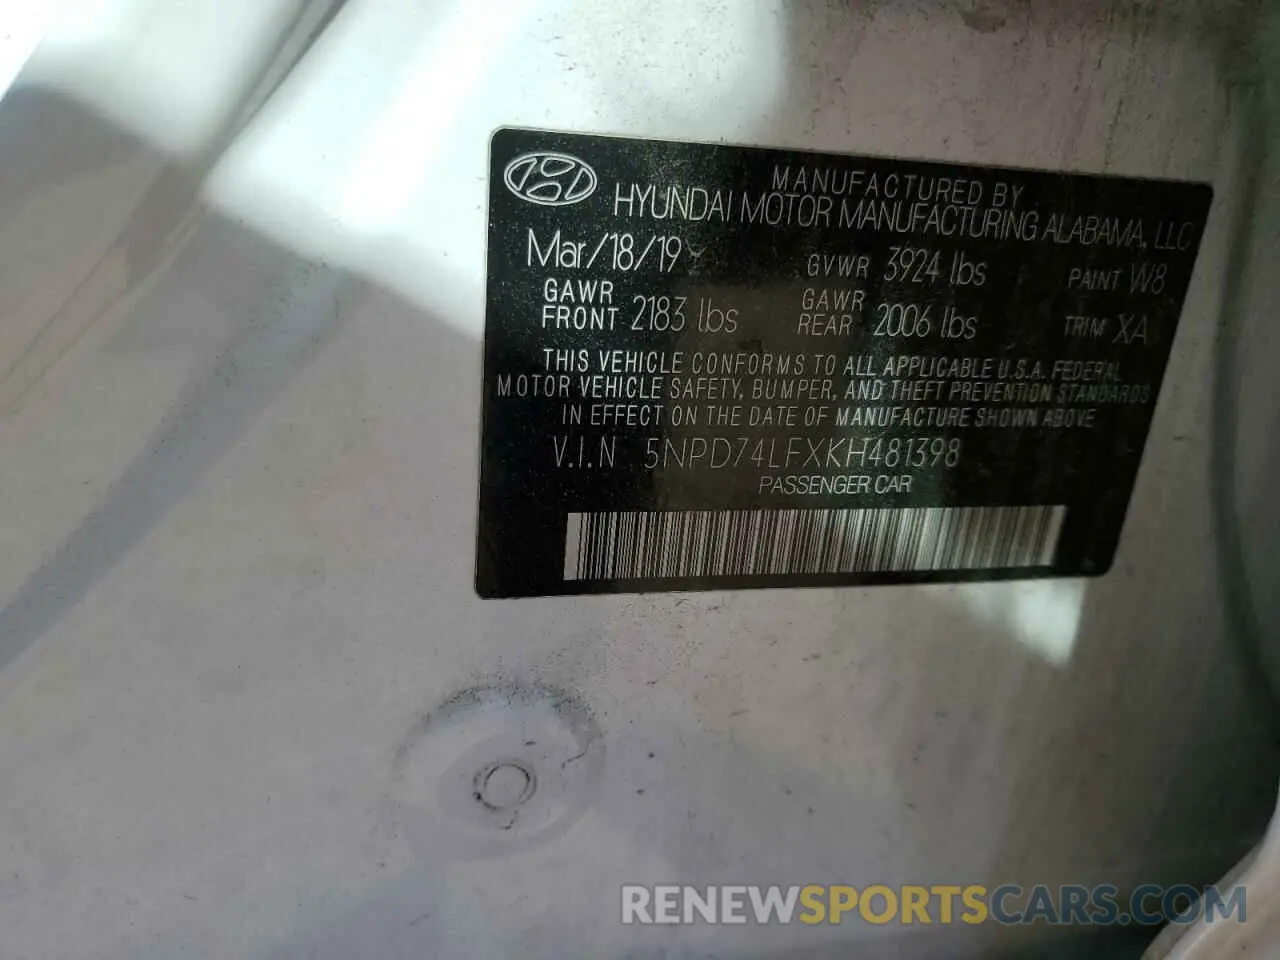 MANUFACTURED BY
HYUNDAI MOTOR MANUFACTURING ALABAMA, LLC
Mar/18/19 GVWR 3924 lbs PAINT W8
GAWR FRONT 2183 lbs GAWR REAR 2006 lbs TRIM XA
THIS VEHICLE CONFORMS TO ALL APPLICABLE U.S.A. FEDERAL
MOTOR VEHICLE SAFETY, BUMPER, AND THEFT PREVENTION STANDARDS
IN EFFECT ON THE DATE OF MANUFACTURE SHOWN ABOVE
V.I.N 5NPD74LFXKH481398
PASSENGER CAR
RENEWSPORTSCARS.COM